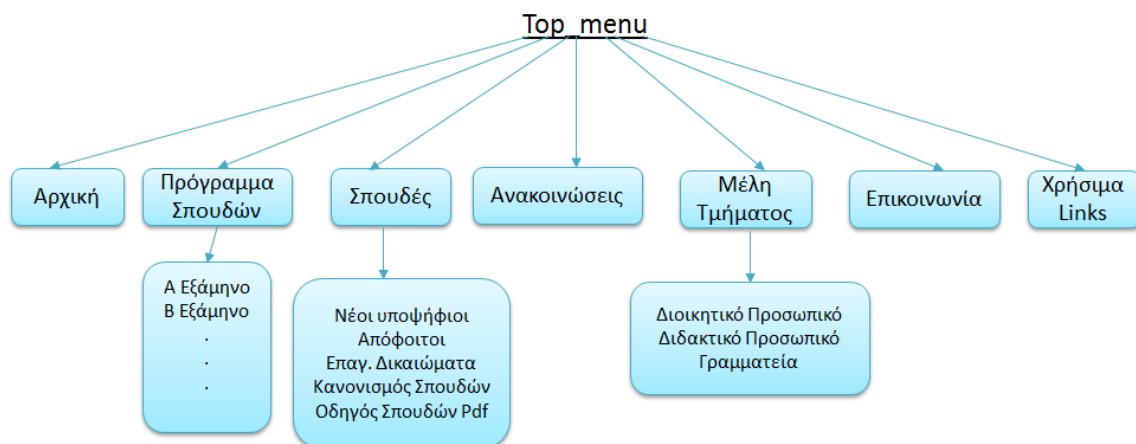 Top_menu
Αρχική
Πρόγραμμα
Σπουδών
Σπουδές
Ανακοινώσεις
Μέλη
Τμήματος
Επικοινωνία
Χρήσιμα
Links
Α Εξάμηνο
Β Εξάμηνο
.
.
.
Νέοι υποψήφιοι
Απόφοιτοι
Επαγ. Δικαιώματα
Κανονισμός Σπουδών
Οδηγός Σπουδών Pdf
Διοικητικό Προσωπικό
Διδακτικό Προσωπικό
Γραμματεία